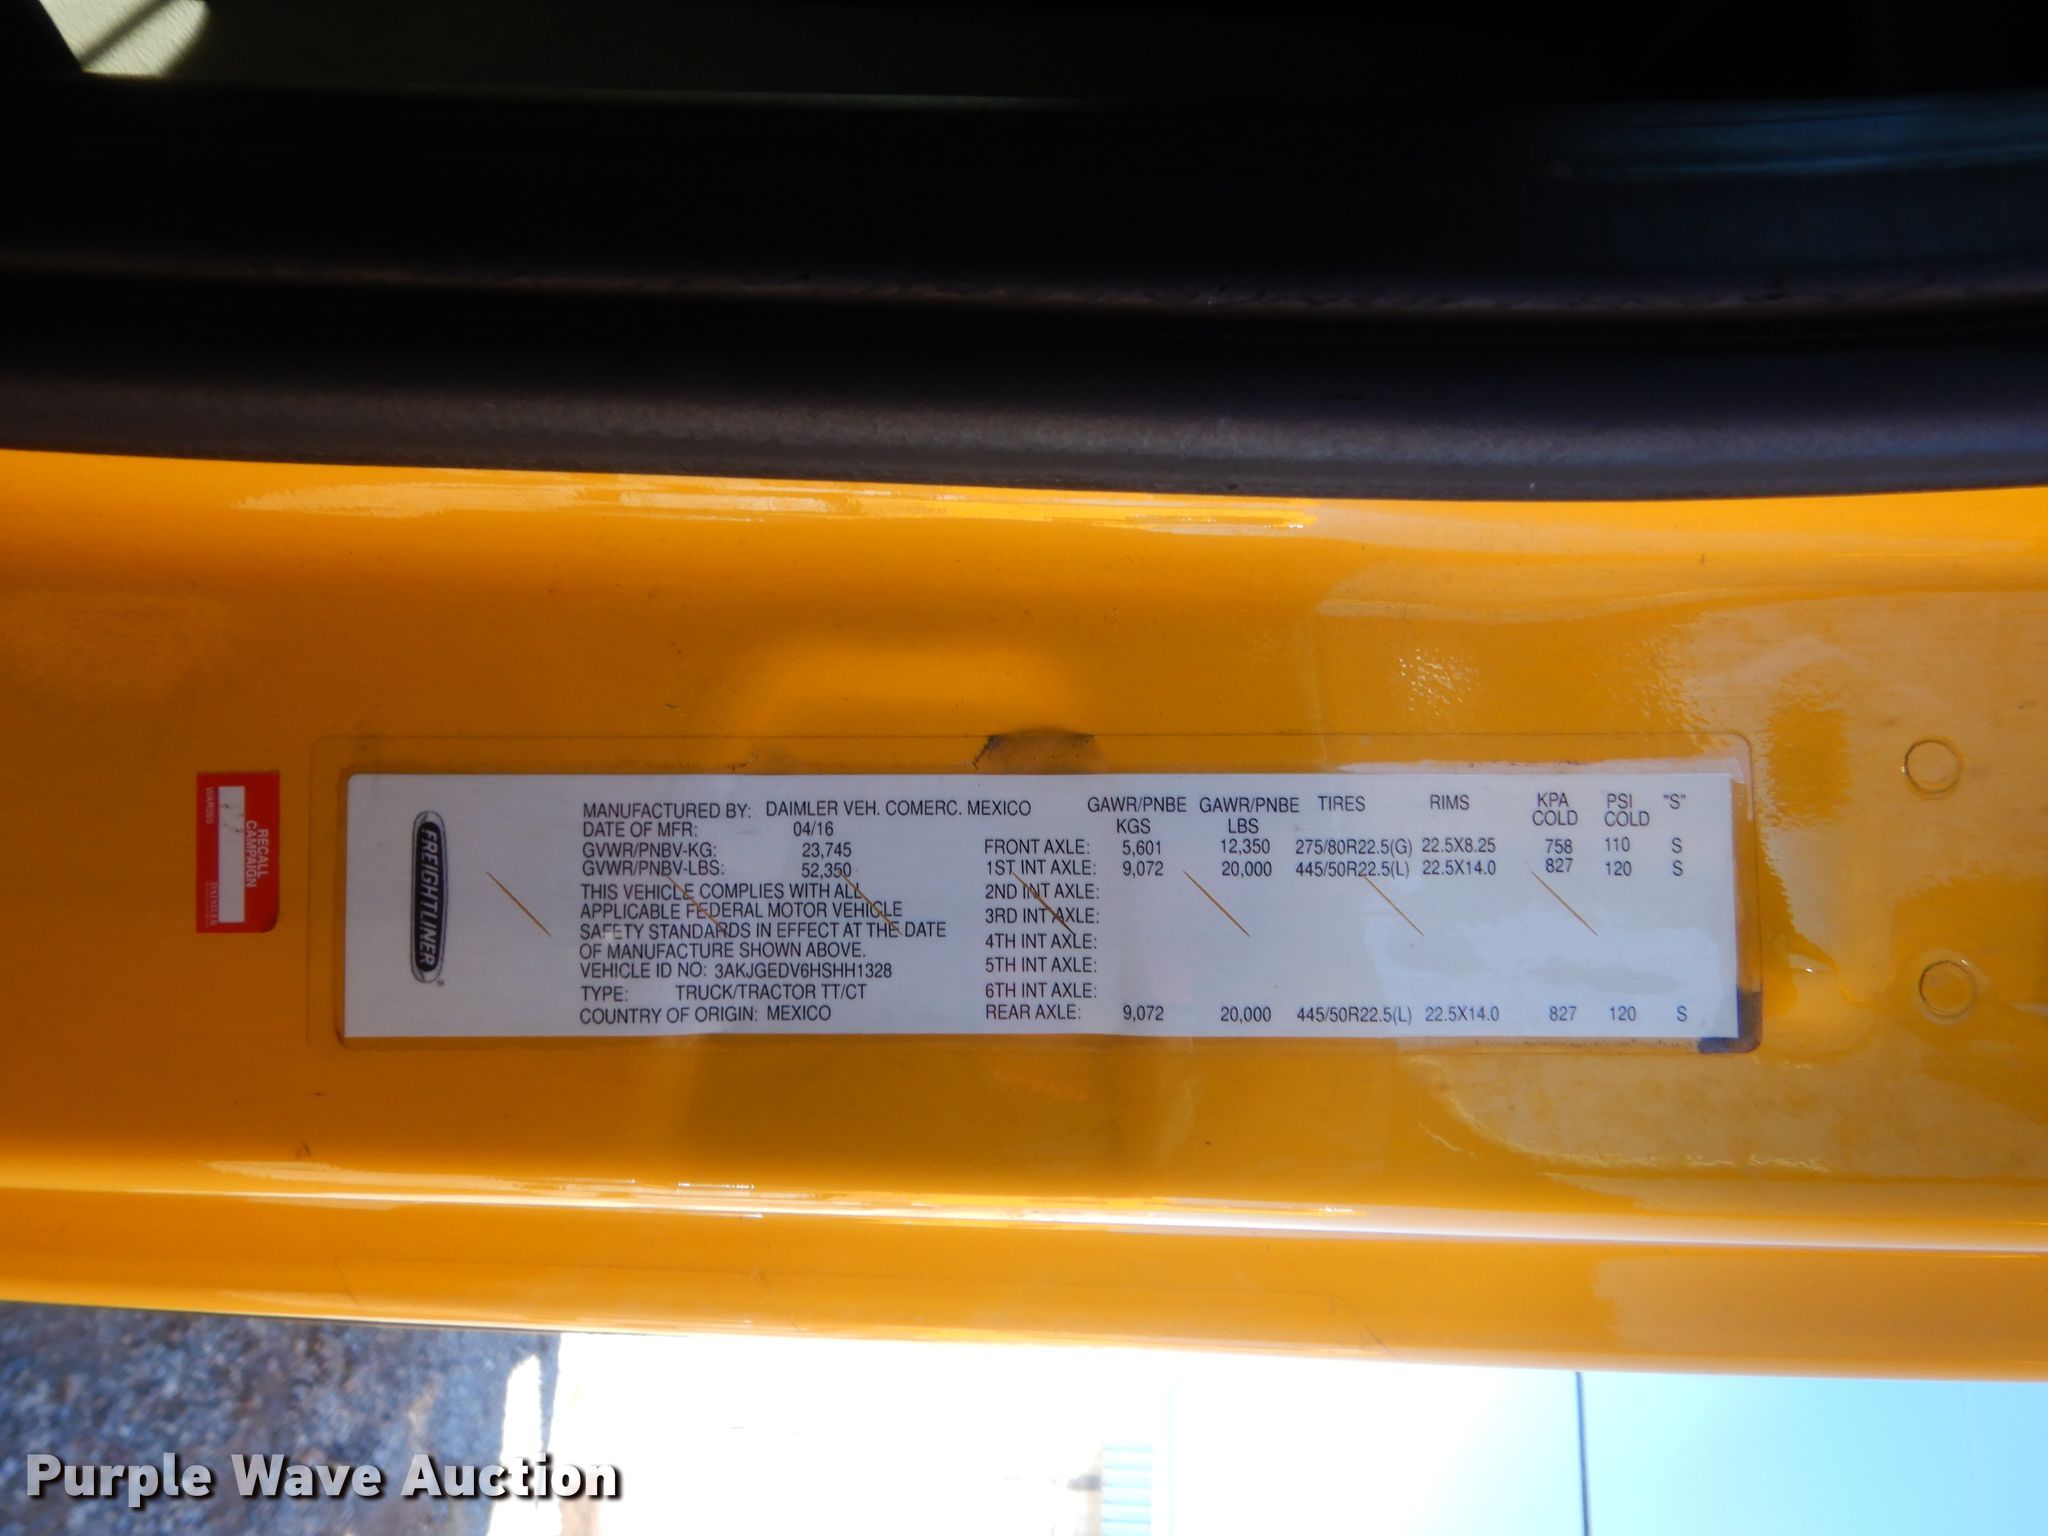 MANUFACTURED BY: DAIMLER VEH. COMERC. MEXICO
DATE OF MFR: 04/16
GVWR/PNBV-KG: 23,745
GVWR/PNBV-LBS: 52,350
THIS VEHICLE COMPLIES WITH ALL
APPLICABLE FEDERAL MOTOR VEHICLE
SAFETY STANDARDS IN EFFECT AT THE DATE
OF MANUFACTURE SHOWN ABOVE.
VEHICLE ID NO: 3AKJGEDV6HSHH1328
TYPE: TRUCK/TRACTOR TT/CT
COUNTRY OF ORIGIN: MEXICO
GAWR/PNBE KGS GAWR/PNBE LBS TIRES RIMS KPA COLD PSI COLD "S"
FRONT AXLE: 5,601 12,350 275/80R22.5(G) 22.5X8.25 758 110 S
1ST INT AXLE: 9,072 20,000 445/50R22.5(L) 22.5X14.0 827 120 S
2ND INT AXLE:
3RD INT AXLE:
4TH INT AXLE:
5TH INT AXLE:
6TH INT AXLE:
REAR AXLE: 9,072 20,000 445/50R22.5(L) 22.5X14.0 827 120 S
FREIGHTLINER
RECALL
CAMPAIGN
DAIMLER
WAR260
Purple Wave Auction